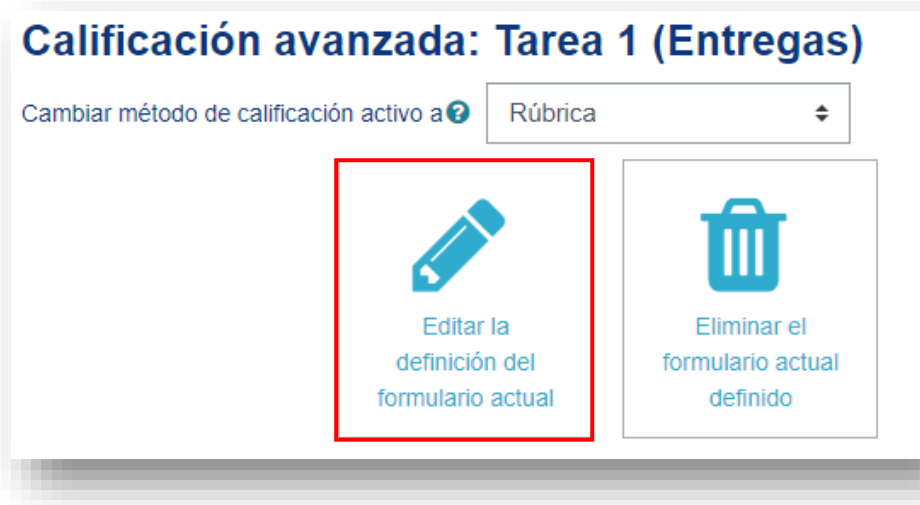 Calificación avanzada: Tarea 1 (Entregas)
Cambiar método de calificación activo a ? Rúbrica
Editar la
definición del
formulario actual
Eliminar el
formulario actual
definido